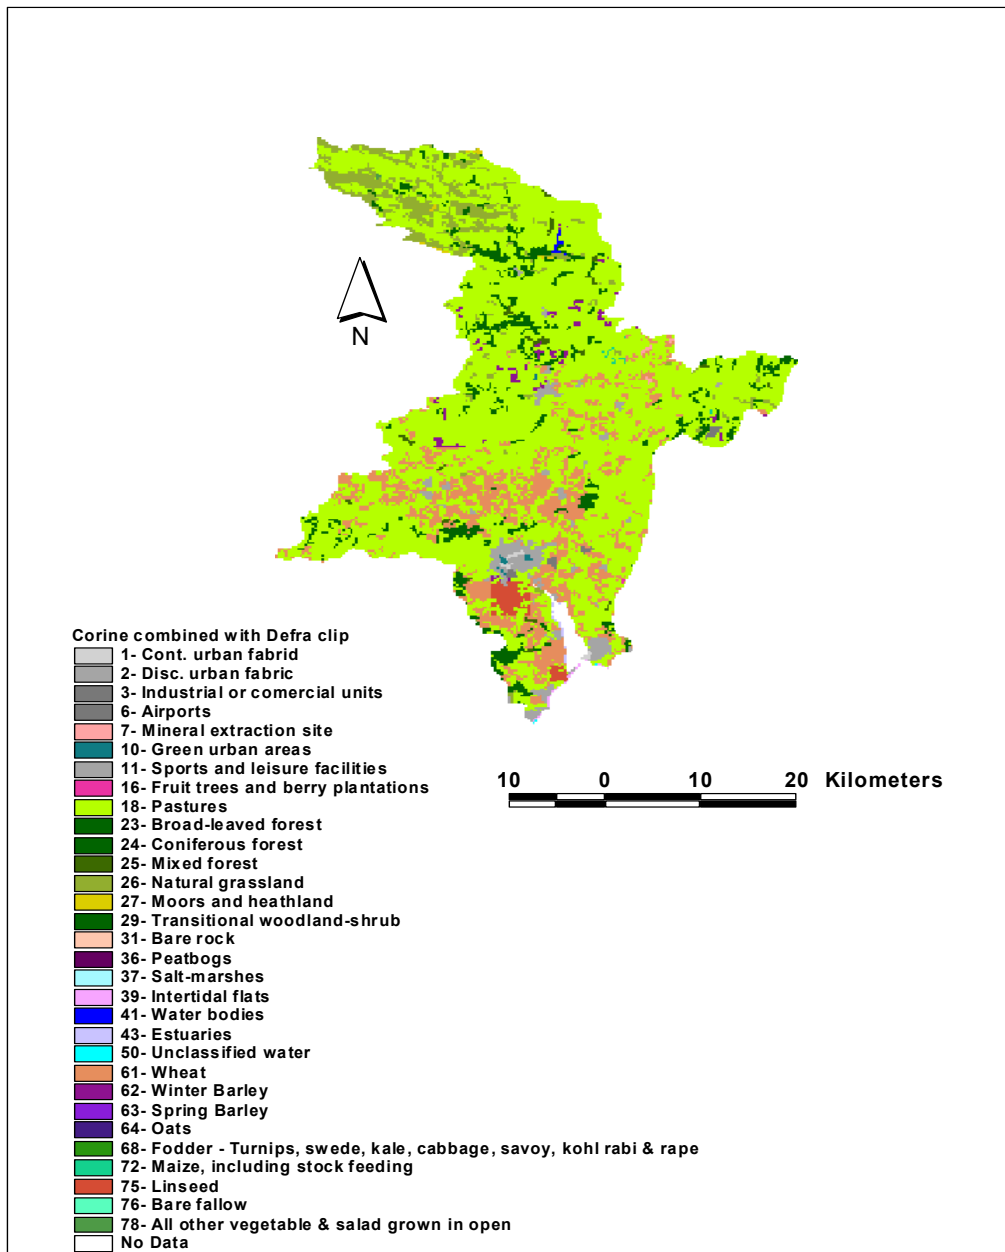 N
Corine combined with Defra clip
1- Cont. urban fabrid
2- Disc. urban fabric
3- Industrial or comercial units
6- Airports
7- Mineral extraction site
10- Green urban areas
11- Sports and leisure facilities
16- Fruit trees and berry plantations
18- Pastures
23- Broad-leaved forest
24- Coniferous forest
25- Mixed forest
26- Natural grassland
27- Moors and heathland
29- Transitional woodland-shrub
31- Bare rock
36- Peatbogs
37- Salt-marshes
39- Intertidal flats
41- Water bodies
43- Estuaries
50- Unclassified water
61- Wheat
62- Winter Barley
63- Spring Barley
64- Oats
68- Fodder - Turnips, swede, kale, cabbage, savoy, kohl rabi & rape
72- Maize, including stock feeding
75- Linseed
76- Bare fallow
78- All other vegetable & salad grown in open
No Data
10 0 10 20 Kilometers